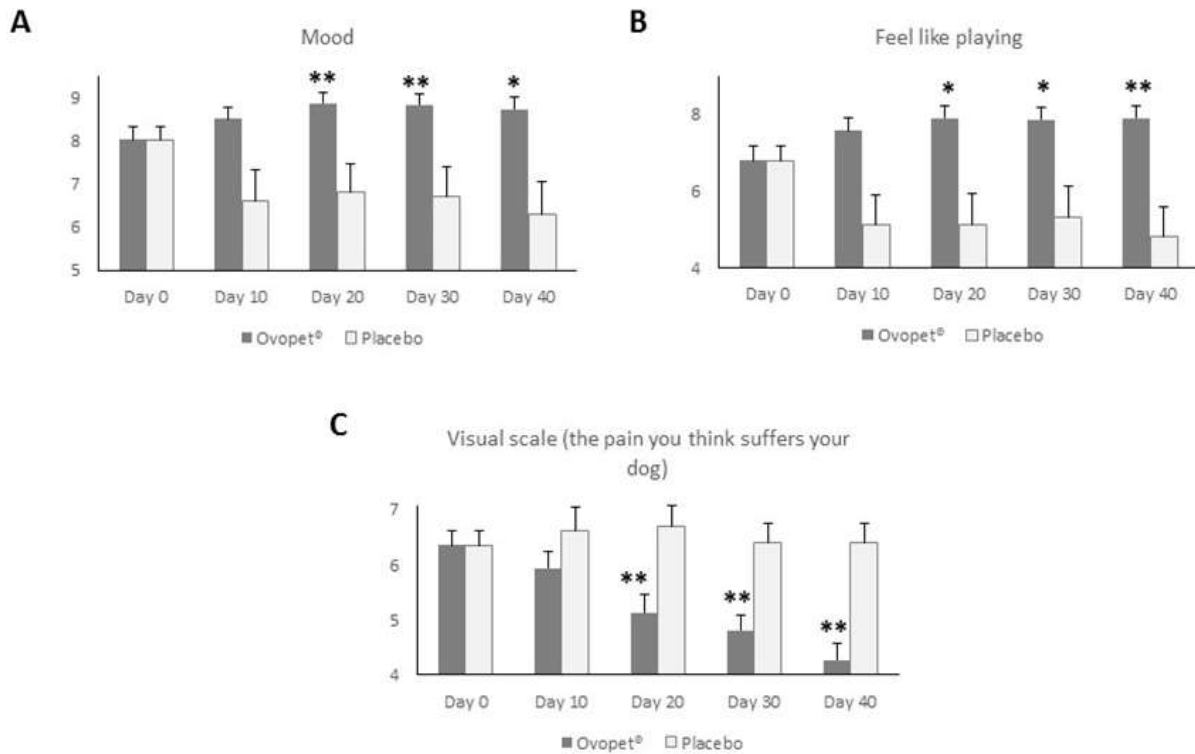 A
Mood
9
8
7
6
5
** ** *
Day 0 Day 10 Day 20 Day 30 Day 40
Ovopet® Placebo
B
Feel like playing
8
6
4
* * **
Day 0 Day 10 Day 20 Day 30 Day 40
Ovopet® Placebo
C
Visual scale (the pain you think suffers your
dog)
7
6
5
4
** ** **
Day 0 Day 10 Day 20 Day 30 Day 40
Ovopet® Placebo